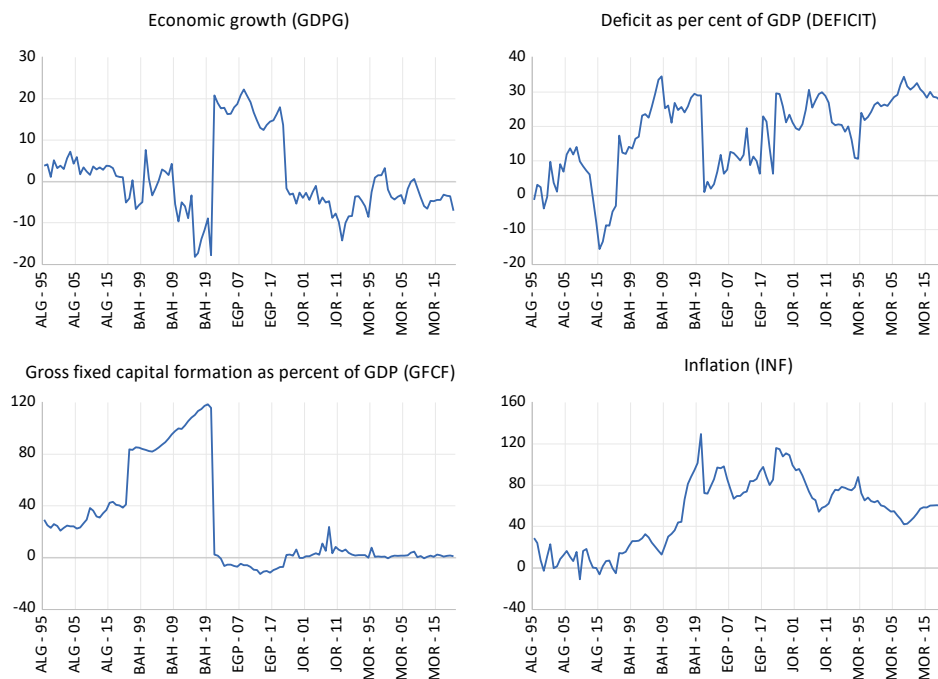 Economic growth (GDPG)
30
20
10
0
-10
-20
ALG - 95
ALG - 05
ALG - 15
BAH - 99
BAH - 09
BAH - 19
EGP - 07
EGP - 17
JOR - 01
JOR - 11
MOR - 95
MOR - 05
MOR - 15
Deficit as per cent of GDP (DEFICIT)
40
30
20
10
0
-10
-20
ALG - 95
ALG - 05
ALG - 15
BAH - 99
BAH - 09
BAH - 19
EGP - 07
EGP - 17
JOR - 01
JOR - 11
MOR - 95
MOR - 05
MOR - 15
Gross fixed capital formation as percent of GDP (GFCF)
120
80
40
0
-40
ALG - 95
ALG - 05
ALG - 15
BAH - 99
BAH - 09
BAH - 19
EGP - 07
EGP - 17
JOR - 01
JOR - 11
MOR - 95
MOR - 05
MOR - 15
Inflation (INF)
160
120
80
40
0
-40
ALG - 95
ALG - 05
ALG - 15
BAH - 99
BAH - 09
BAH - 19
EGP - 07
EGP - 17
JOR - 01
JOR - 11
MOR - 95
MOR - 05
MOR - 15